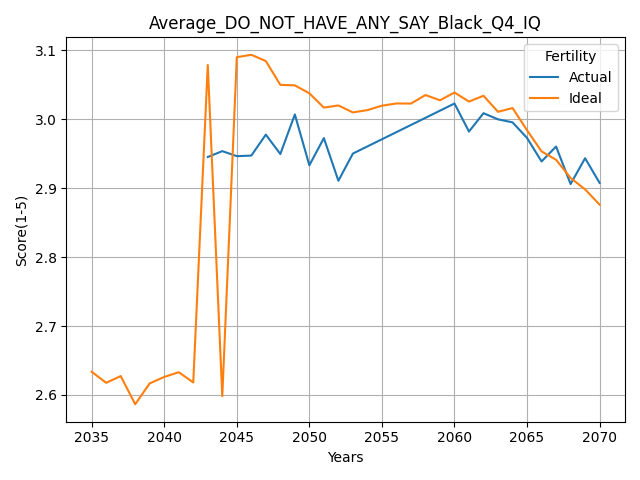 Average_DO_NOT_HAVE_ANY_SAY_Black_Q4_IQ
Fertility
Actual
Ideal
Score(1-5)
3.1
3.0
2.9
2.8
2.7
2.6
2035 2040 2045 2050 2055 2060 2065 2070
Years